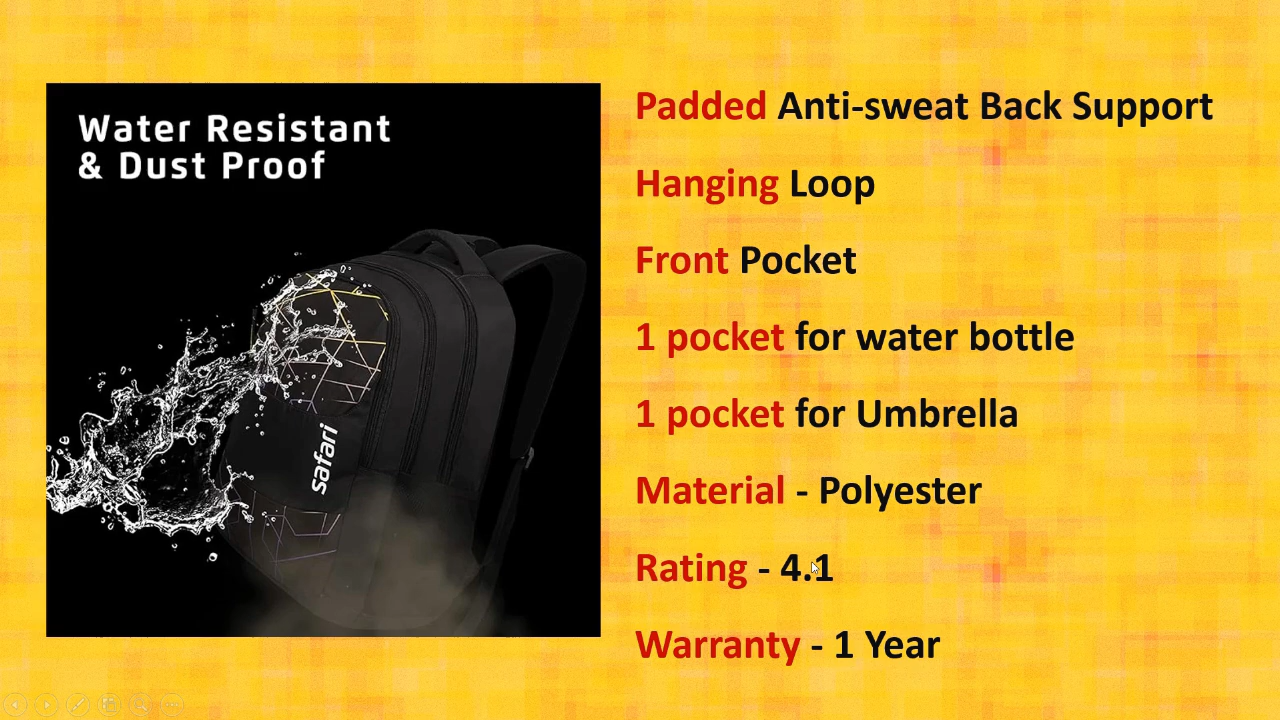 Water Resistant
& Dust Proof
safari
Padded Anti-sweat Back Support
Hanging Loop
Front Pocket
1 pocket for water bottle
1 pocket for Umbrella
Material - Polyester
Rating - 4.1
Warranty - 1 Year